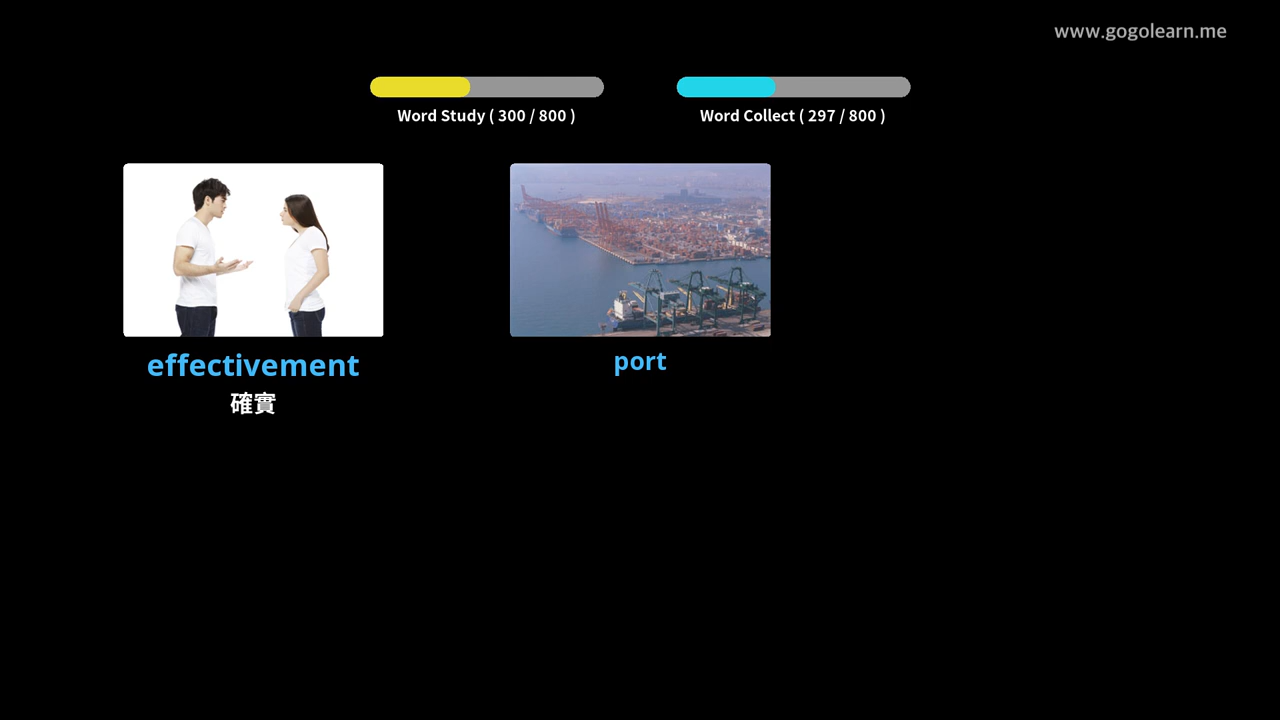 www.gogolearn.me
Word Study ( 300 / 800 )
Word Collect ( 297 / 800 )
effectivement
確實
port